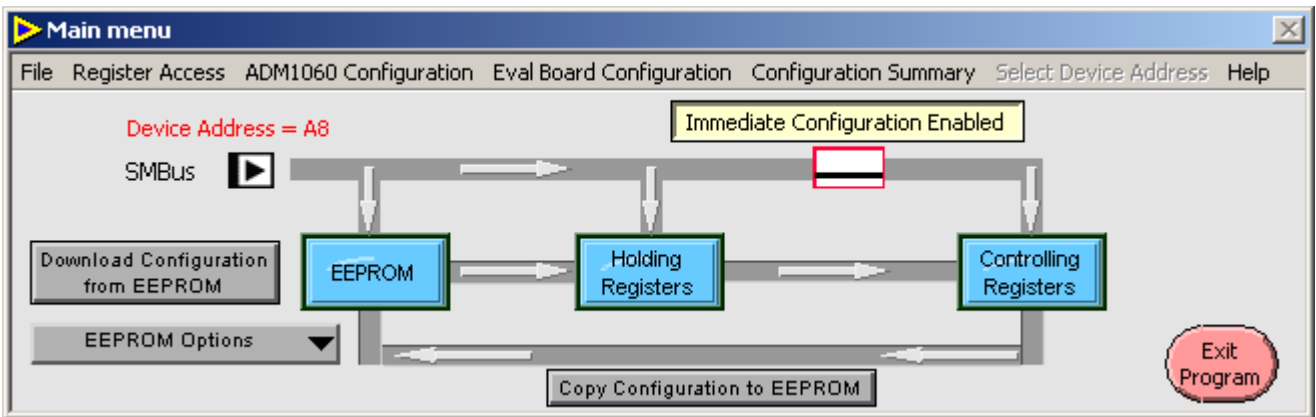 Main menu
File Register Access ADM1060 Configuration Eval Board Configuration Configuration Summary Select Device Address Help
Immediate Configuration Enabled
Device Address = A8
SMBus
Download Configuration
from EEPROM
EEPROM
Holding
Registers
Controlling
Registers
EEPROM Options
Copy Configuration to EEPROM
Exit
Program